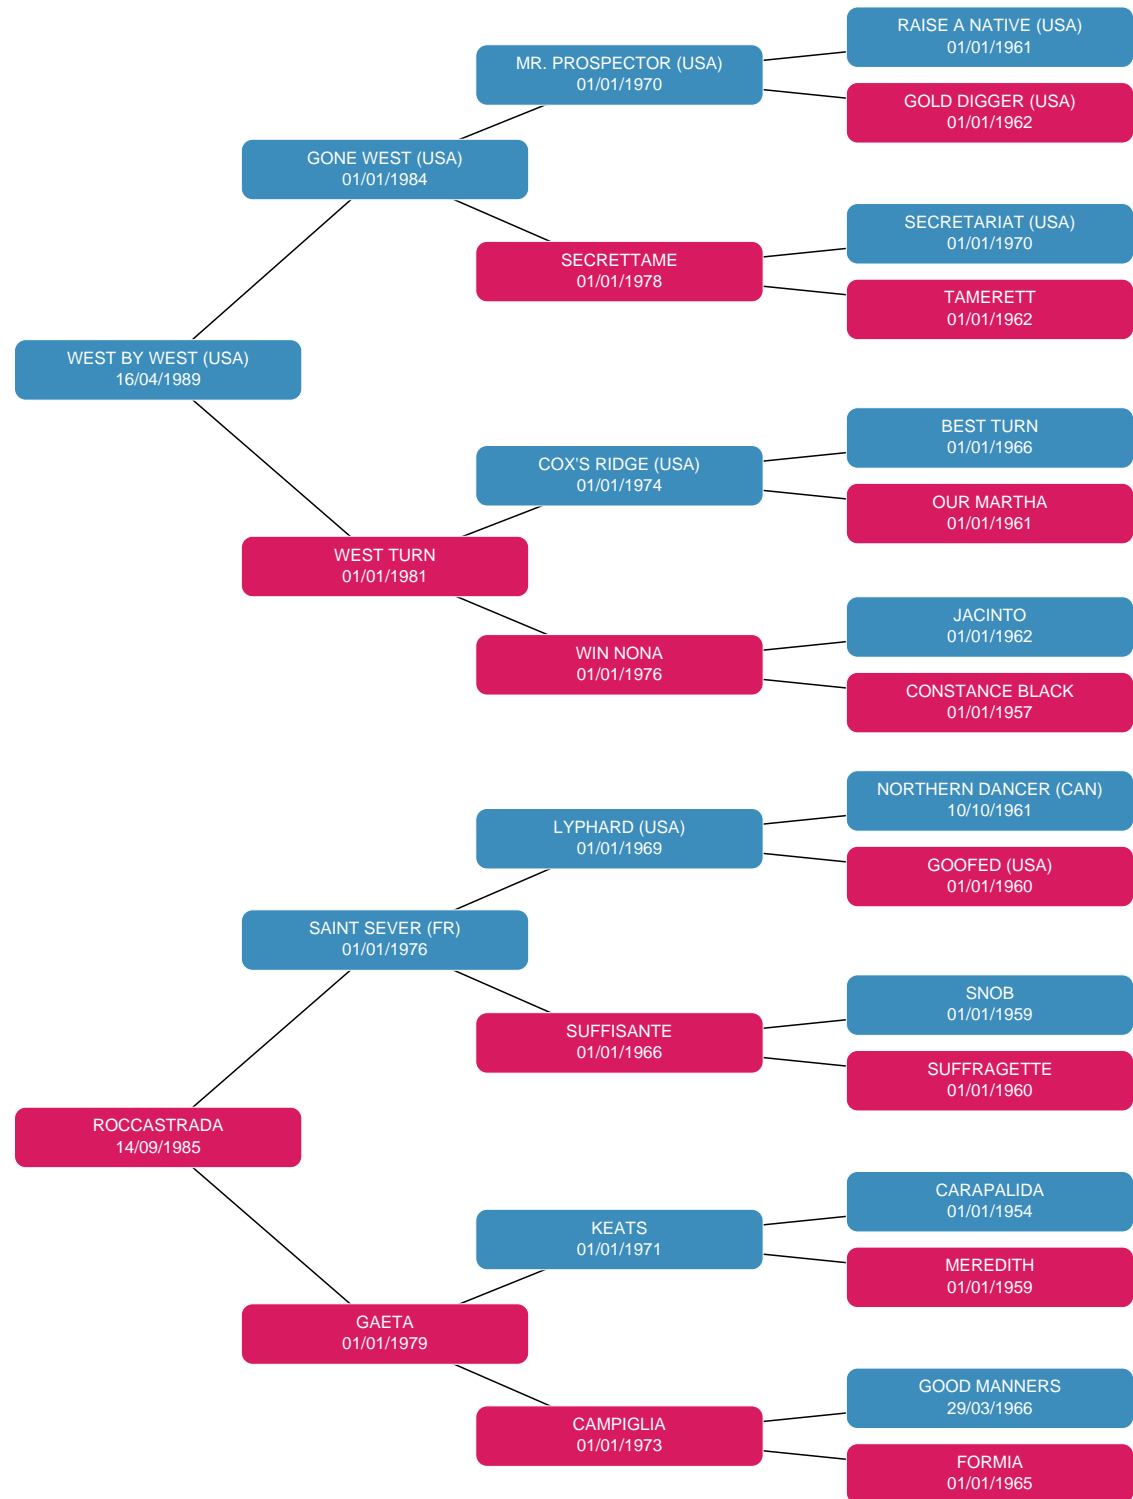 RAISE A NATIVE (USA)
01/01/1961
MR. PROSPECTOR (USA)
01/01/1970
GOLD DIGGER (USA)
01/01/1962
GONE WEST (USA)
01/01/1984
SECRETARIAT (USA)
01/01/1970
SECRETTAME
01/01/1978
TAMERETT
01/01/1962
WEST BY WEST (USA)
16/04/1989
BEST TURN
01/01/1966
COX'S RIDGE (USA)
01/01/1974
OUR MARTHA
01/01/1961
WEST TURN
01/01/1981
JACINTO
01/01/1962
WIN NONA
01/01/1976
CONSTANCE BLACK
01/01/1957
NORTHERN DANCER (CAN)
10/10/1961
LYPHARD (USA)
01/01/1969
GOOFED (USA)
01/01/1960
SAINT SEVER (FR)
01/01/1976
SNOB
01/01/1959
SUFFISANTE
01/01/1966
SUFFRAGETTE
01/01/1960
ROCCASTRADA
14/09/1985
CARAPALIDA
01/01/1954
KEATS
01/01/1971
MEREDITH
01/01/1959
GAETA
01/01/1979
GOOD MANNERS
29/03/1966
CAMPIGLIA
01/01/1973
FORMIA
01/01/1965